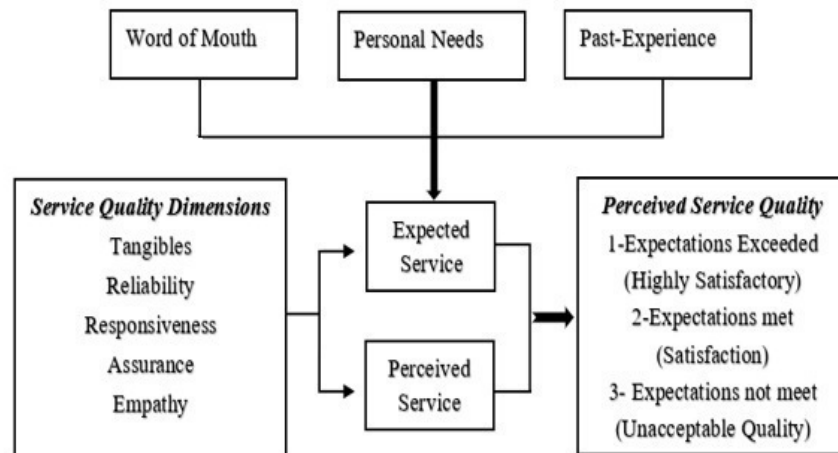 Word of Mouth
Personal Needs
Past-Experience
Service Quality Dimensions
Tangibles
Reliability
Responsiveness
Assurance
Empathy
Expected
Service
Perceived
Service
Perceived Service Quality
1-Expectations Exceeded
(Highly Satisfactory)
2-Expectations met
(Satisfaction)
3- Expectations not meet
(Unacceptable Quality)